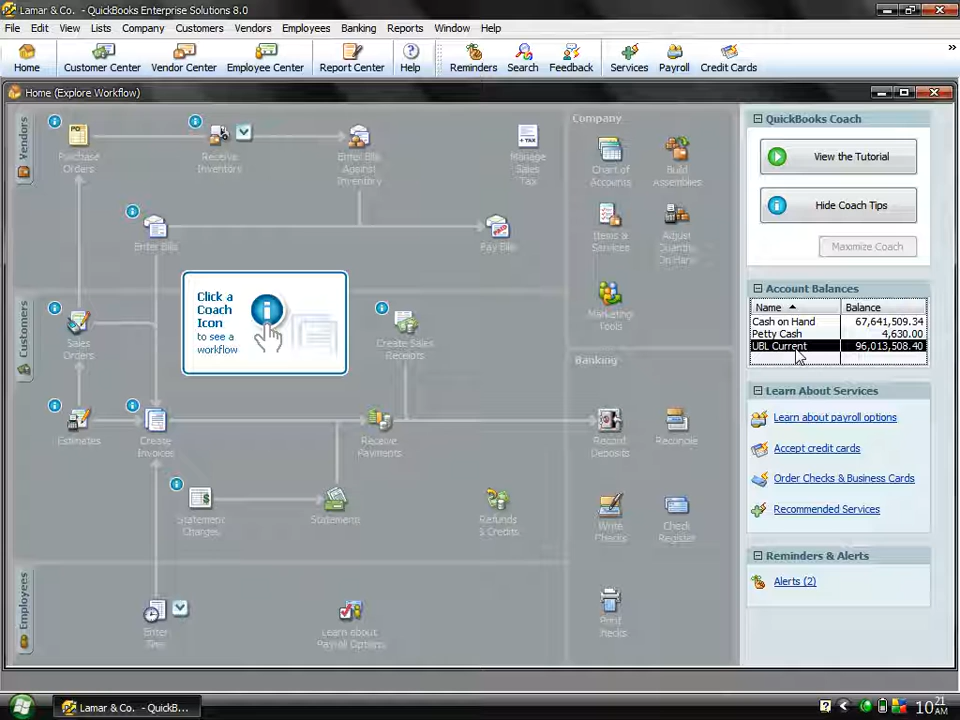 Lamar & Co. - QuickBooks Enterprise Solutions 8.0
File Edit View Lists Company Customers Vendors Employees Banking Reports Window Help
Home Customer Center Vendor Center Employee Center Report Center Help Reminders Search Feedback Services Payroll Credit Cards
Home (Explore Workflow)
Vendors
Purchase
Orders
Receive
Inventory
Enter Bills
Against
Inventory
Manage
Sales
Tax
Enter Bills
Pay Bills
Customers
Sales
Orders
Click a
Coach
Icon
to see a
workflow
Create Sales
Receipts
Estimates
Create
Invoices
Receive
Payments
Statement
Charges
Statements
Refunds
& Credits
Employees
Enter
Time
Learn about
Payroll Options
Company
Chart of
Accounts
Build
Assemblies
Items &
Services
Adjust
Quantity
On Hand
Marketing
Tools
Banking
Record
Deposits
Reconcile
Write
Checks
Check
Register
Print
Checks
QuickBooks Coach
View the Tutorial
Hide Coach Tips
Maximize Coach
Account Balances
Name Balance
Cash on Hand 67,641,509.34
Petty Cash 4,630.00
UBL Current 96,013,508.40
Learn About Services
Learn about payroll options
Accept credit cards
Order Checks & Business Cards
Recommended Services
Reminders & Alerts
Alerts (2)
Lamar & Co. - QuickB...
10:21 AM